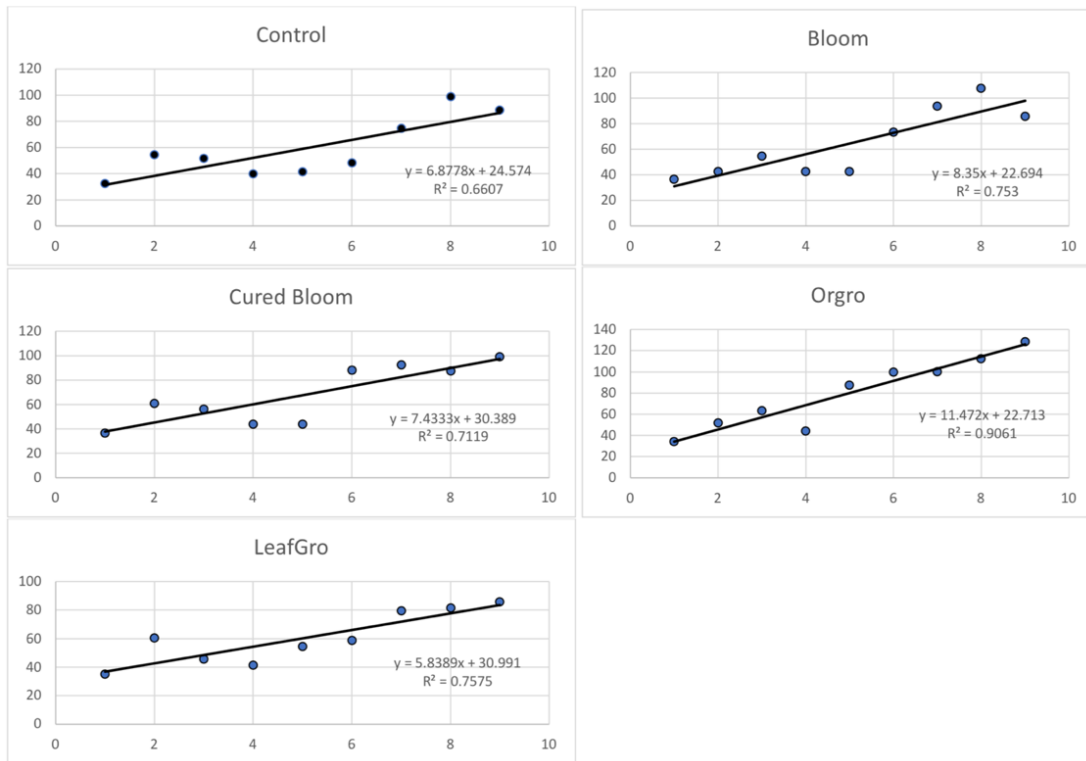 Control
120
100
80
60
40
20
0
0 2 4 6 8 10
y = 6.8778x + 24.574
R² = 0.6607
Bloom
120
100
80
60
40
20
0
0 2 4 6 8 10
y = 8.35x + 22.694
R² = 0.753
Cured Bloom
120
100
80
60
40
20
0
0 2 4 6 8 10
y = 7.4333x + 30.389
R² = 0.7119
Orgro
140
120
100
80
60
40
20
0
0 2 4 6 8 10
y = 11.472x + 22.713
R² = 0.9061
LeafGro
100
80
60
40
20
0
0 2 4 6 8 10
y = 5.8389x + 30.991
R² = 0.7575